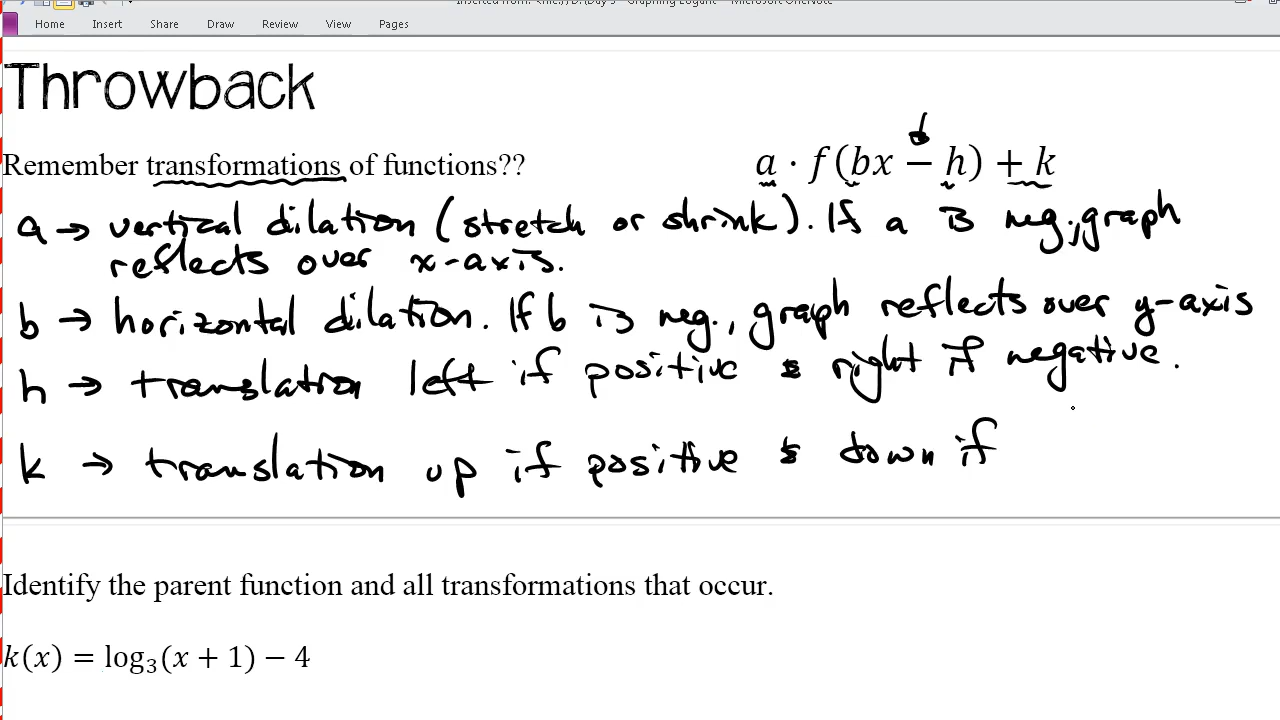 Home Insert Share Draw Review View Pages
Throwback
Remember transformations of functions??
a · f(bx − h) + k
a → vertical dilation (stretch or shrink). If a is neg., graph
reflects over x-axis.
b → horizontal dilation. If b is neg., graph reflects over y-axis
h → translation left if positive & right if negative.
k → translation up if positive & down if
Identify the parent function and all transformations that occur.
k(x) = log₃(x + 1) − 4